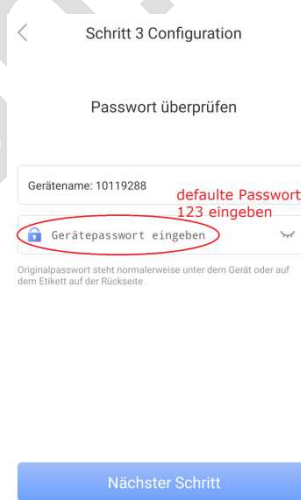 Schritt 3 Configuration
Passwort überprüfen
Gerätename: 10119288
defaulte Passwort
123 eingeben
Gerätepasswort eingeben
Originalpasswort steht normalerweise unter dem Gerät oder auf
dem Etikett auf der Rückseite
Nächster Schritt